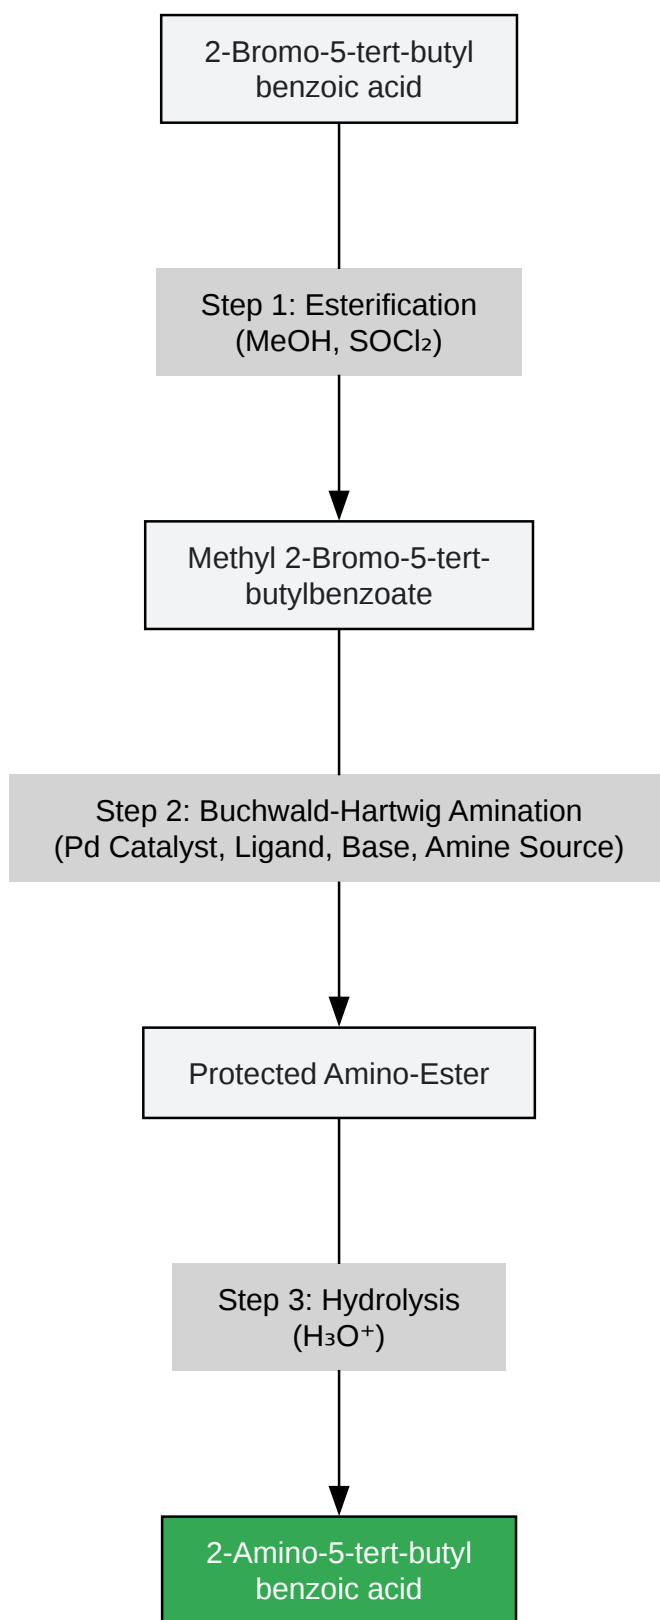 2-Bromo-5-tert-butyl
benzoic acid
Step 1: Esterification
(MeOH, SOCl₂)
Methyl 2-Bromo-5-tert-
butylbenzoate
Step 2: Buchwald-Hartwig Amination
(Pd Catalyst, Ligand, Base, Amine Source)
Protected Amino-Ester
Step 3: Hydrolysis
(H₃O⁺)
2-Amino-5-tert-butyl
benzoic acid